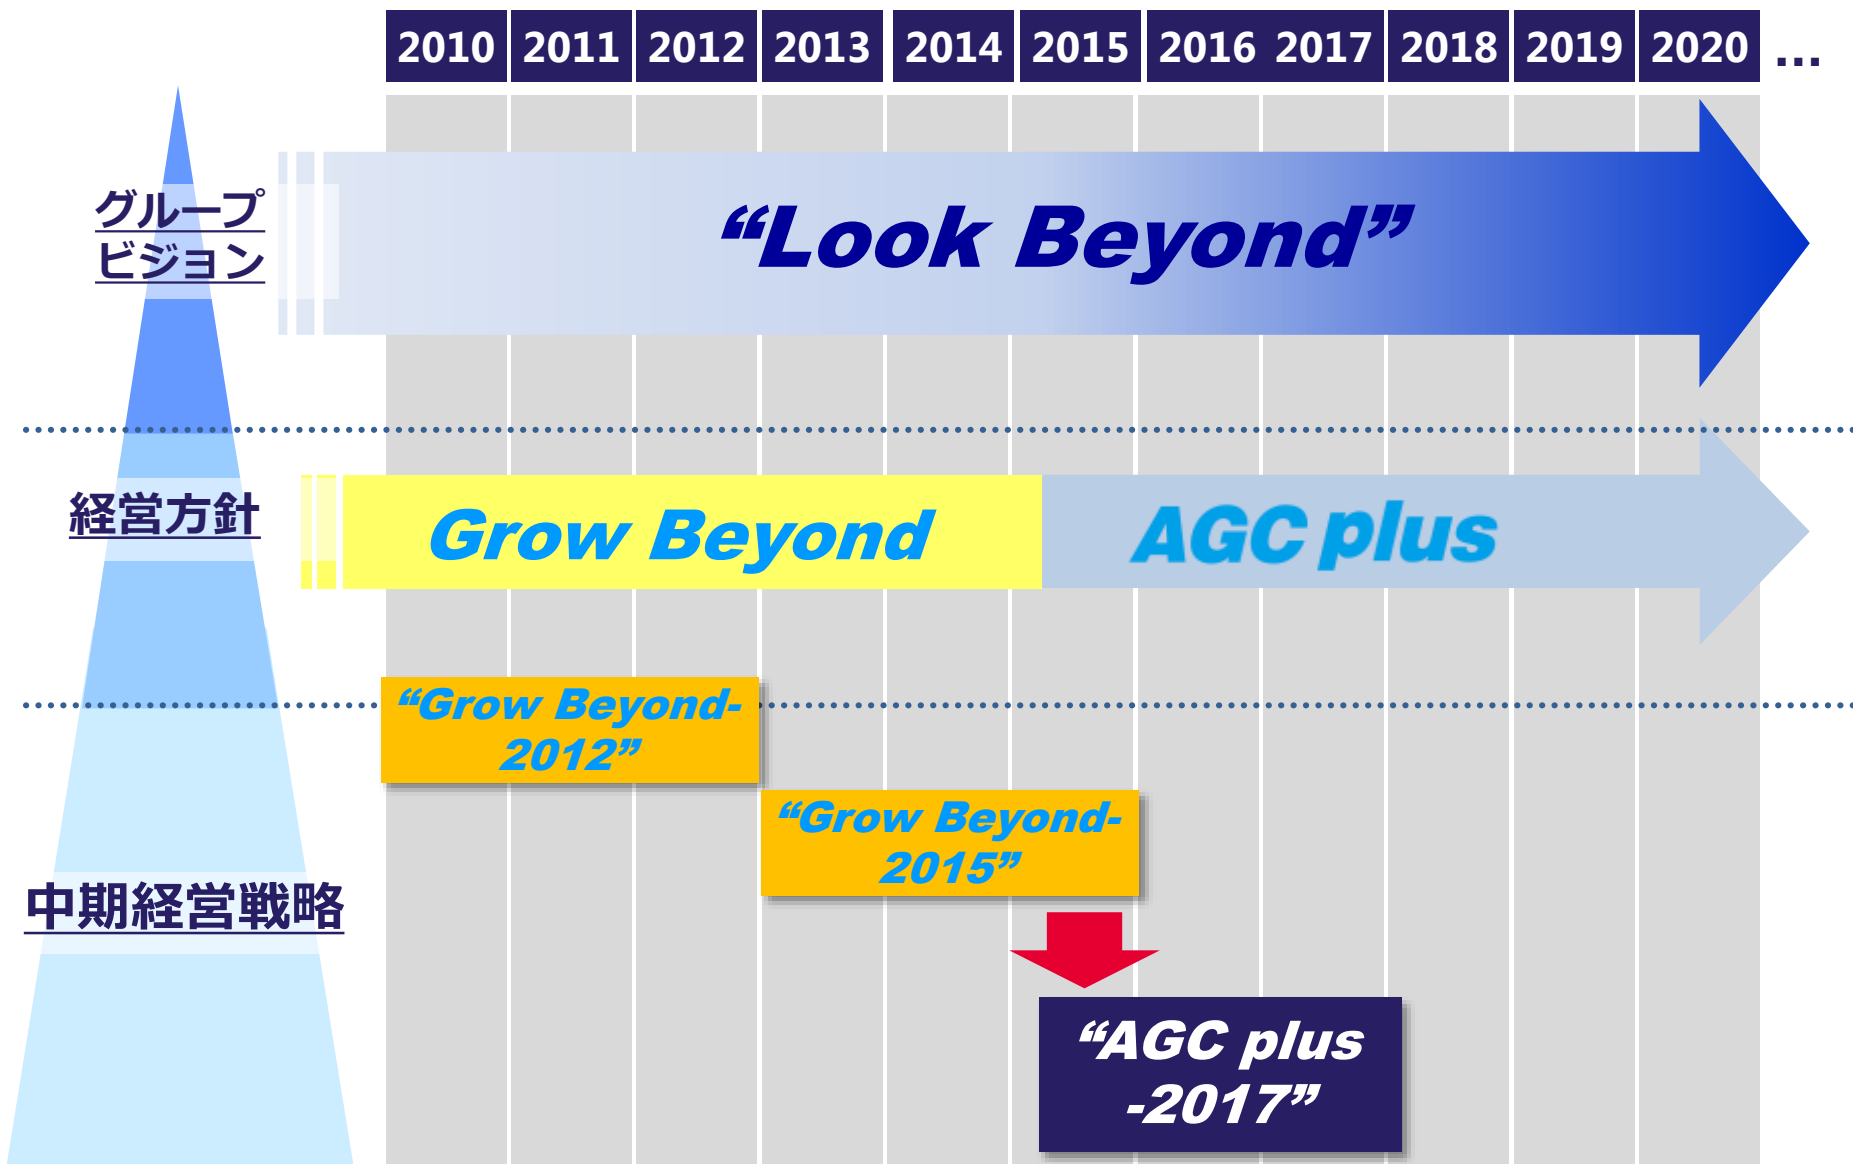 2010 2011 2012 2013 2014 2015 2016 2017 2018 2019 2020 ...
グループ
ビジョン
“Look Beyond”
経営方針
Grow Beyond
AGC plus
“Grow Beyond-
2012”
“Grow Beyond-
2015”
中期経営戦略
“AGC plus
-2017”